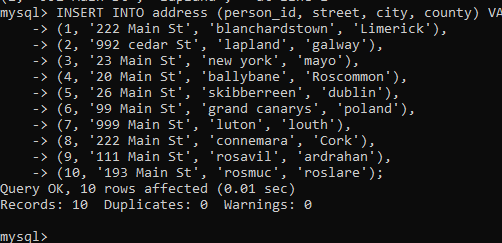 mysql> INSERT INTO address (person_id, street, city, county) VA
    -> (1, '222 Main St', 'blanchardstown', 'Limerick'),
    -> (2, '992 cedar St', 'lapland', 'galway'),
    -> (3, '23 Main St', 'new york', 'mayo'),
    -> (4, '20 Main St', 'ballybane', 'Roscommon'),
    -> (5, '26 Main St', 'skibberreen', 'dublin'),
    -> (6, '99 Main St', 'grand canarys', 'poland'),
    -> (7, '999 Main St', 'luton', 'louth'),
    -> (8, '222 Main St', 'connemara', 'Cork'),
    -> (9, '111 Main St', 'rosavil', 'ardrahan'),
    -> (10, '193 Main St', 'rosmuc', 'roslare');
Query OK, 10 rows affected (0.01 sec)
Records: 10  Duplicates: 0  Warnings: 0

mysql>